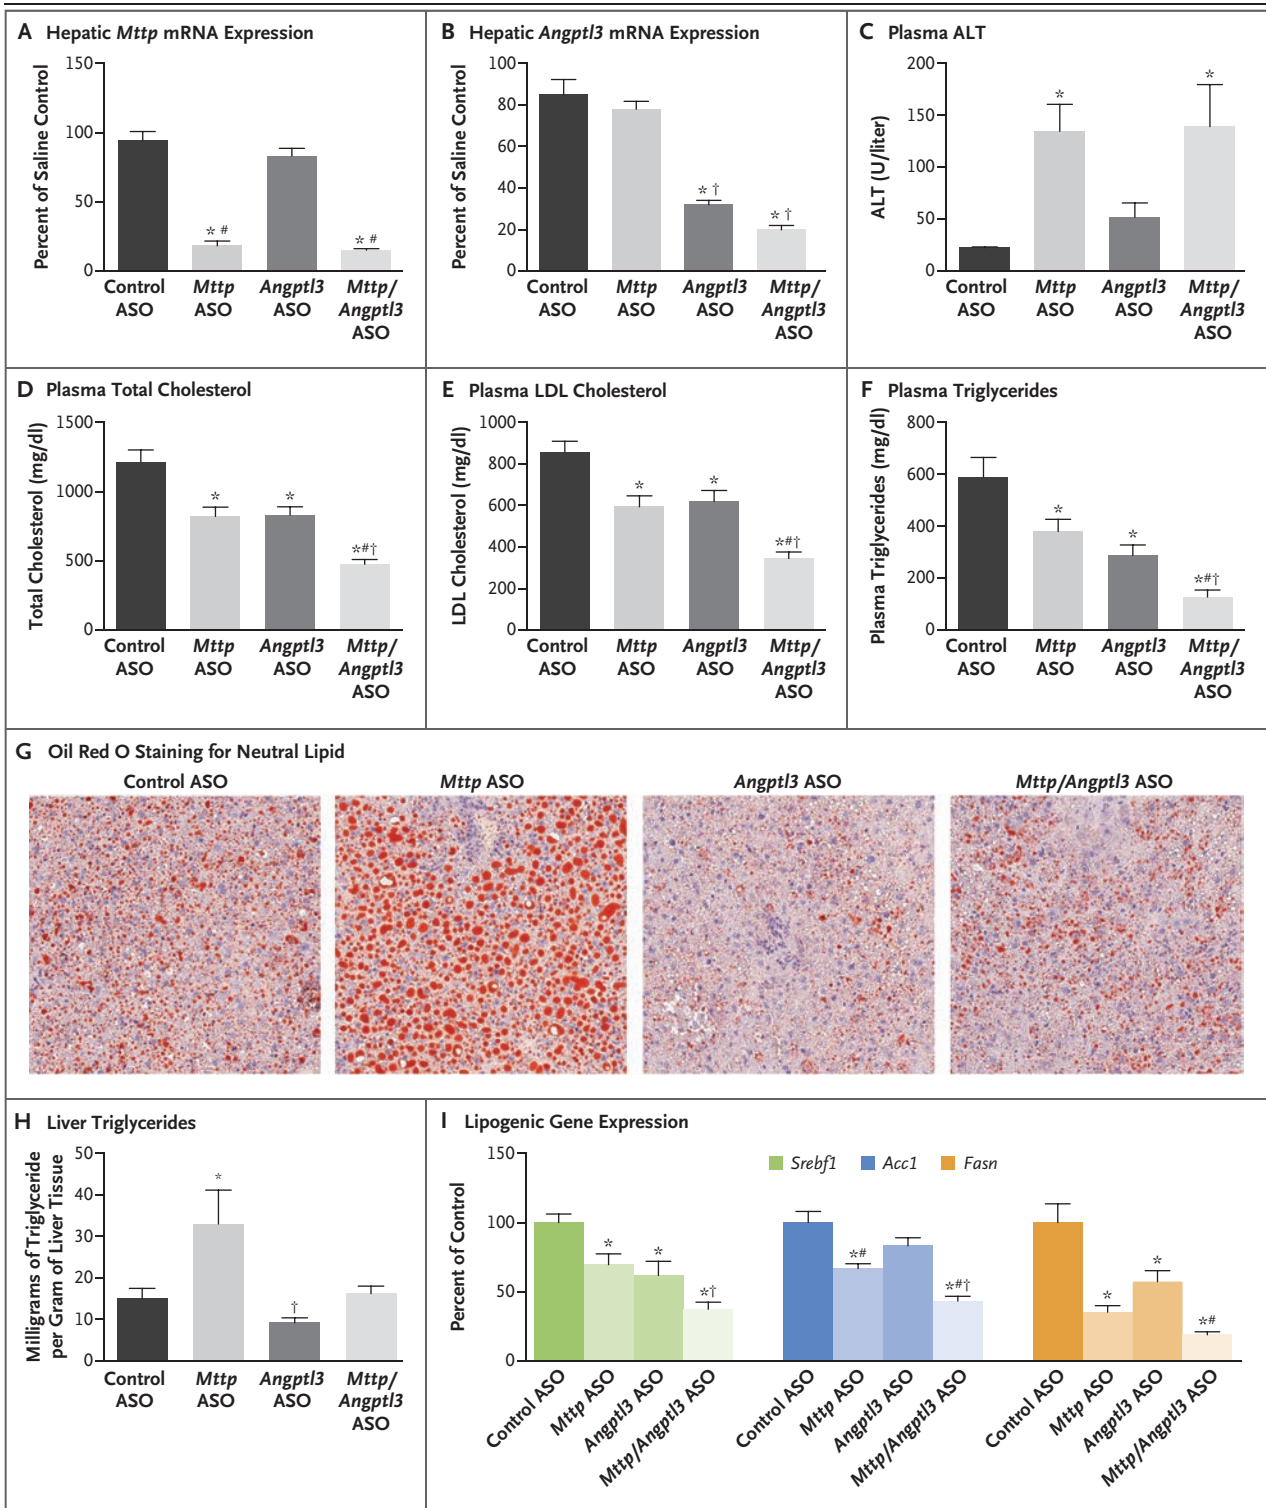 A Hepatic Mttp mRNA Expression
Percent of Saline Control
150
100
50
0
* #
* #
Control ASO
Mttp ASO
Angptl3 ASO
Mttp/Angptl3 ASO
B Hepatic Angptl3 mRNA Expression
Percent of Saline Control
100
80
60
40
20
0
* †
* †
Control ASO
Mttp ASO
Angptl3 ASO
Mttp/Angptl3 ASO
C Plasma ALT
ALT (U/liter)
200
150
100
50
0
*
*
Control ASO
Mttp ASO
Angptl3 ASO
Mttp/Angptl3 ASO
D Plasma Total Cholesterol
Total Cholesterol (mg/dl)
1500
1000
500
0
*
*
*#†
Control ASO
Mttp ASO
Angptl3 ASO
Mttp/Angptl3 ASO
E Plasma LDL Cholesterol
LDL Cholesterol (mg/dl)
1000
800
600
400
200
0
*
*
*#†
Control ASO
Mttp ASO
Angptl3 ASO
Mttp/Angptl3 ASO
F Plasma Triglycerides
Plasma Triglycerides (mg/dl)
800
600
400
200
0
*
*
*#†
Control ASO
Mttp ASO
Angptl3 ASO
Mttp/Angptl3 ASO
G Oil Red O Staining for Neutral Lipid
Control ASO
Mttp ASO
Angptl3 ASO
Mttp/Angptl3 ASO
H Liver Triglycerides
Milligrams of Triglyceride
per Gram of Liver Tissue
50
40
30
20
10
0
*
†
Control ASO
Mttp ASO
Angptl3 ASO
Mttp/Angptl3 ASO
I Lipogenic Gene Expression
Percent of Control
150
100
50
0
Srebf1 Acc1 Fasn
*
*
*†
*#
*#†
*
*
*#
Control ASO
Mttp ASO
Angptl3 ASO
Mttp/Angptl3 ASO
Control ASO
Mttp ASO
Angptl3 ASO
Mttp/Angptl3 ASO
Control ASO
Mttp ASO
Angptl3 ASO
Mttp/Angptl3 ASO